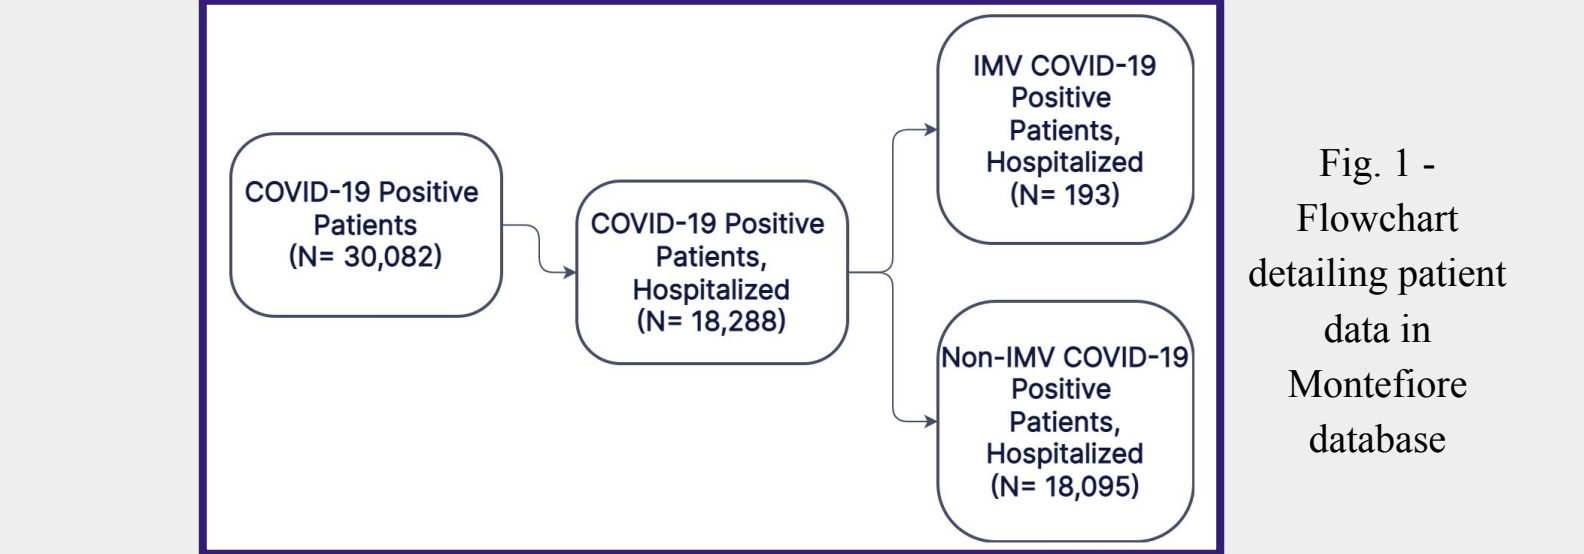 COVID-19 Positive
Patients
(N= 30,082)
COVID-19 Positive
Patients,
Hospitalized
(N= 18,288)
IMV COVID-19
Positive
Patients,
Hospitalized
(N= 193)
Non-IMV COVID-19
Positive
Patients,
Hospitalized
(N= 18,095)
Fig. 1 -
Flowchart
detailing patient
data in
Montefiore
database